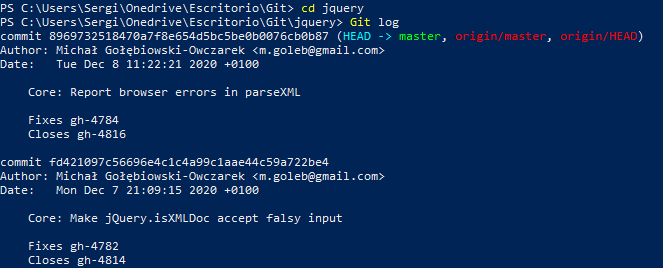 PS C:\Users\Sergi\Onedrive\Escritorio\Git> cd jquery
PS C:\Users\Sergi\Onedrive\Escritorio\Git\jquery> Git log
commit 8969732518470a7f8e654d5bc5be0b0076cb0b87 (HEAD -> master, origin/master, origin/HEAD)
Author: Michał Gołębiowski-Owczarek <m.goleb@gmail.com>
Date:   Tue Dec 8 11:22:21 2020 +0100

    Core: Report browser errors in parseXML

    Fixes gh-4784
    Closes gh-4816

commit fd421097c56696e4c1c4a99c1aae44c59a722be4
Author: Michał Gołębiowski-Owczarek <m.goleb@gmail.com>
Date:   Mon Dec 7 21:09:15 2020 +0100

    Core: Make jQuery.isXMLDoc accept falsy input

    Fixes gh-4782
    Closes gh-4814